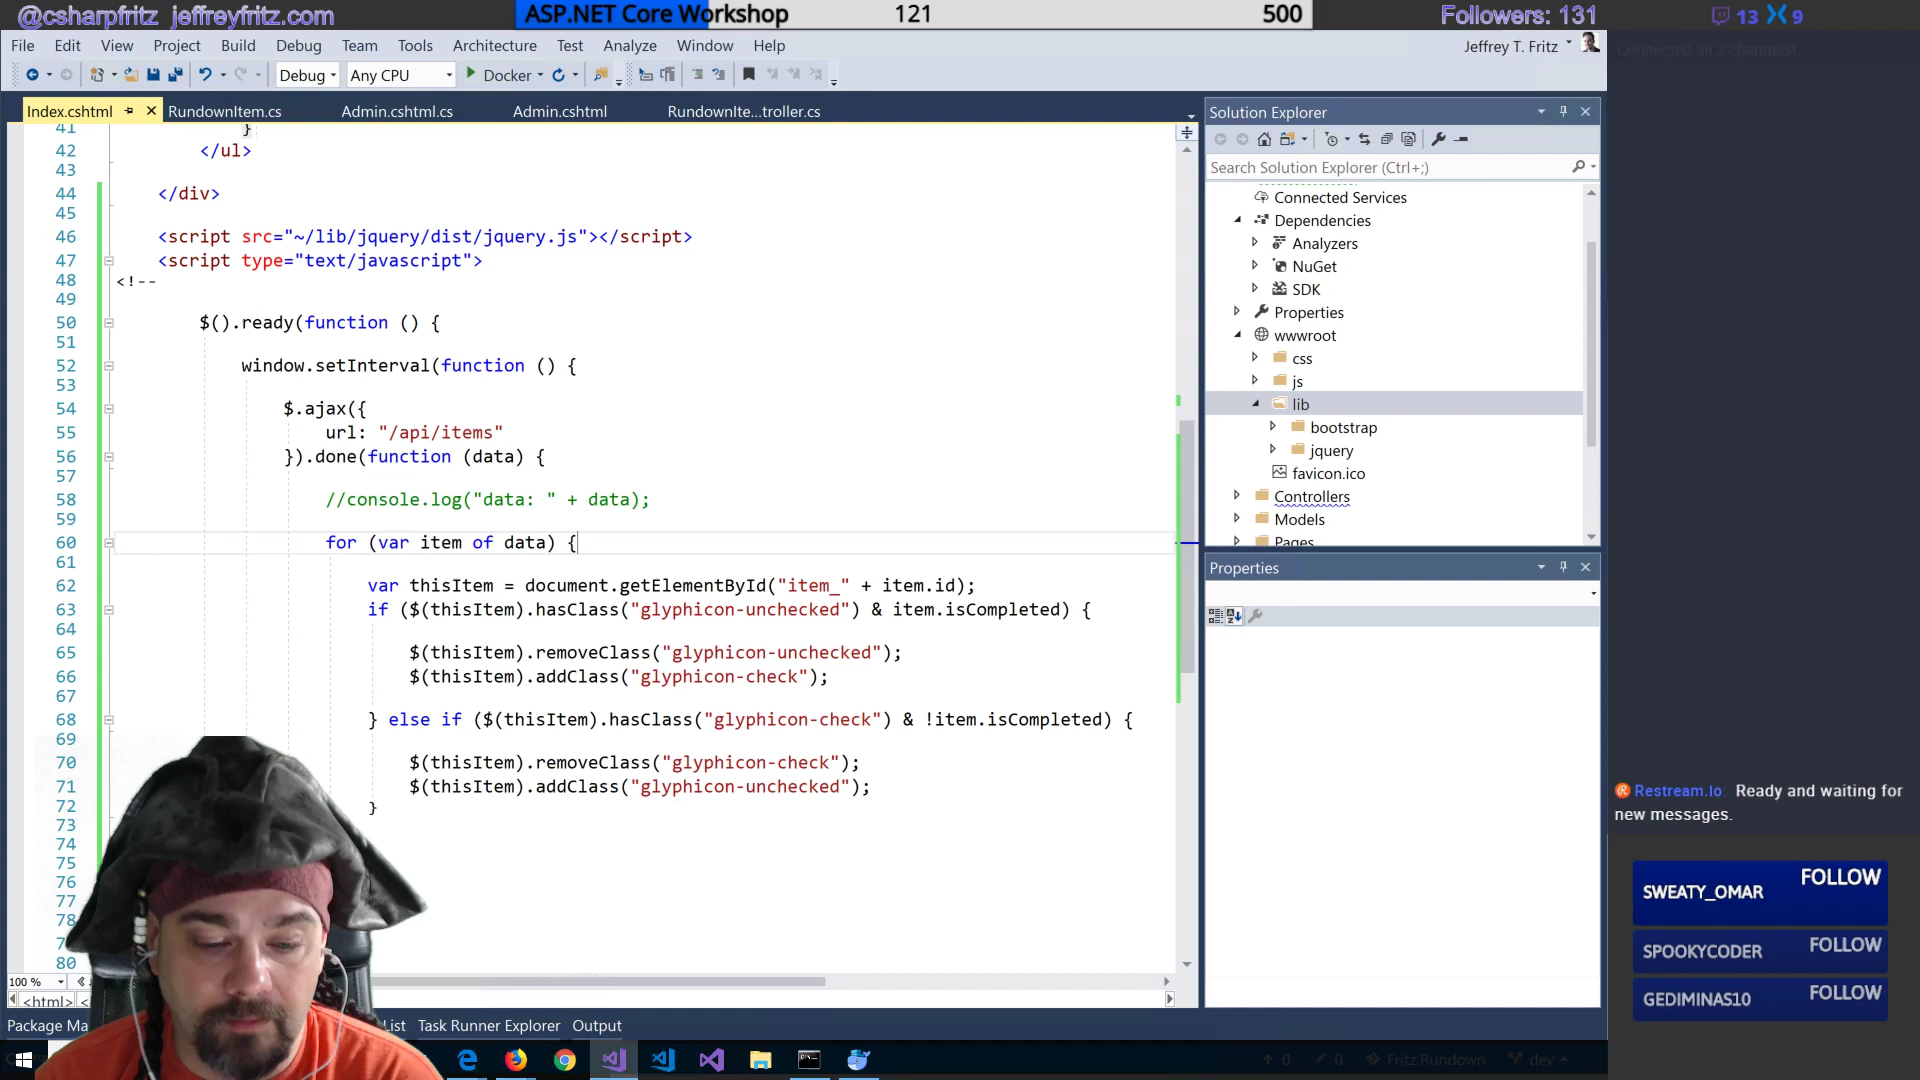 @csharpfritz jeffreyfritz.com
ASP.NET Core Workshop 121 500
Followers: 131
13 9
File Edit View Project Build Debug Team Tools Architecture Test Analyze Window Help
Jeffrey T. Fritz
Debug Any CPU Docker
Index.cshtml RundownItem.cs Admin.cshtml.cs Admin.cshtml RundownIte...troller.cs
41 }
42 </ul>
43
44 </div>
45
46 <script src="~/lib/jquery/dist/jquery.js"></script>
47 <script type="text/javascript">
48 <!--
49
50 $().ready(function () {
51
52 window.setInterval(function () {
53
54 $.ajax({
55 url: "/api/items"
56 }).done(function (data) {
57
58 //console.log("data: " + data);
59
60 for (var item of data) {
61
62 var thisItem = document.getElementById("item_" + item.id);
63 if ($(thisItem).hasClass("glyphicon-unchecked") & item.isCompleted) {
64
65 $(thisItem).removeClass("glyphicon-unchecked");
66 $(thisItem).addClass("glyphicon-check");
67
68 } else if ($(thisItem).hasClass("glyphicon-check") & !item.isCompleted) {
69
70 $(thisItem).removeClass("glyphicon-check");
71 $(thisItem).addClass("glyphicon-unchecked");
72 }
73
74
75
76
77
78
80
100 %
<html>
Package Ma
List Task Runner Explorer Output
Solution Explorer
Search Solution Explorer (Ctrl+;)
Connected Services
Dependencies
Analyzers
NuGet
SDK
Properties
wwwroot
css
js
lib
bootstrap
jquery
favicon.ico
Controllers
Models
Pages
Properties
Connected all 2 channels!
Restream.io: Ready and waiting for
new messages.
SWEATY_OMAR FOLLOW
SPOOKYCODER FOLLOW
GEDIMINAS10 FOLLOW
0 0 Fritz.Rundown dev